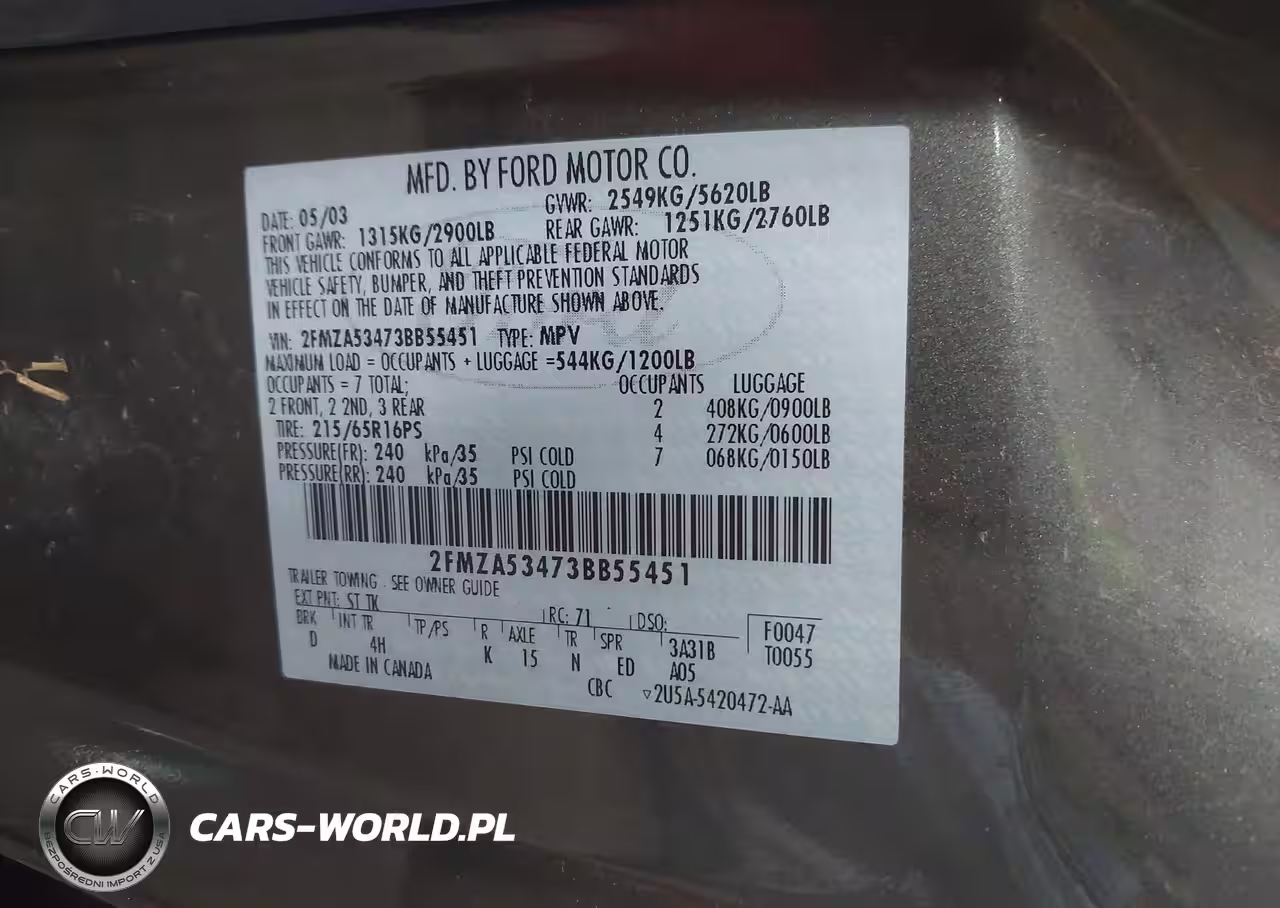 MFD. BY FORD MOTOR CO.
DATE: 05/03 GVWR: 2549KG/5620LB
FRONT GAWR: 1315KG/2900LB REAR GAWR: 1251KG/2760LB
THIS VEHICLE CONFORMS TO ALL APPLICABLE FEDERAL MOTOR
VEHICLE SAFETY, BUMPER, AND THEFT PREVENTION STANDARDS
IN EFFECT ON THE DATE OF MANUFACTURE SHOWN ABOVE.
VIN: 2FMZA53473BB55451 TYPE: MPV
MAXIMUM LOAD = OCCUPANTS + LUGGAGE =544KG/1200LB
OCCUPANTS = 7 TOTAL; OCCUPANTS LUGGAGE
2 FRONT, 2 2ND, 3 REAR 2 408KG/0900LB
TIRE: 215/65R16PS 4 272KG/0600LB
PRESSURE(FR): 240 kPa/35 PSI COLD 7 068KG/0150LB
PRESSURE(RR): 240 kPa/35 PSI COLD
2FMZA53473BB55451
TRAILER TOWING . SEE OWNER GUIDE
EXT PNT: ST TK RC: 71 DSO:
BRK INT TR TP/PS R AXLE TR SPR F0047
D 4H K 15 N ED 3A31B T0055
MADE IN CANADA A05
CBC ▽2U5A-5420472-AA
CARS-WORLD
CW
BEZPOŚREDNI IMPORT Z USA
CARS-WORLD.PL